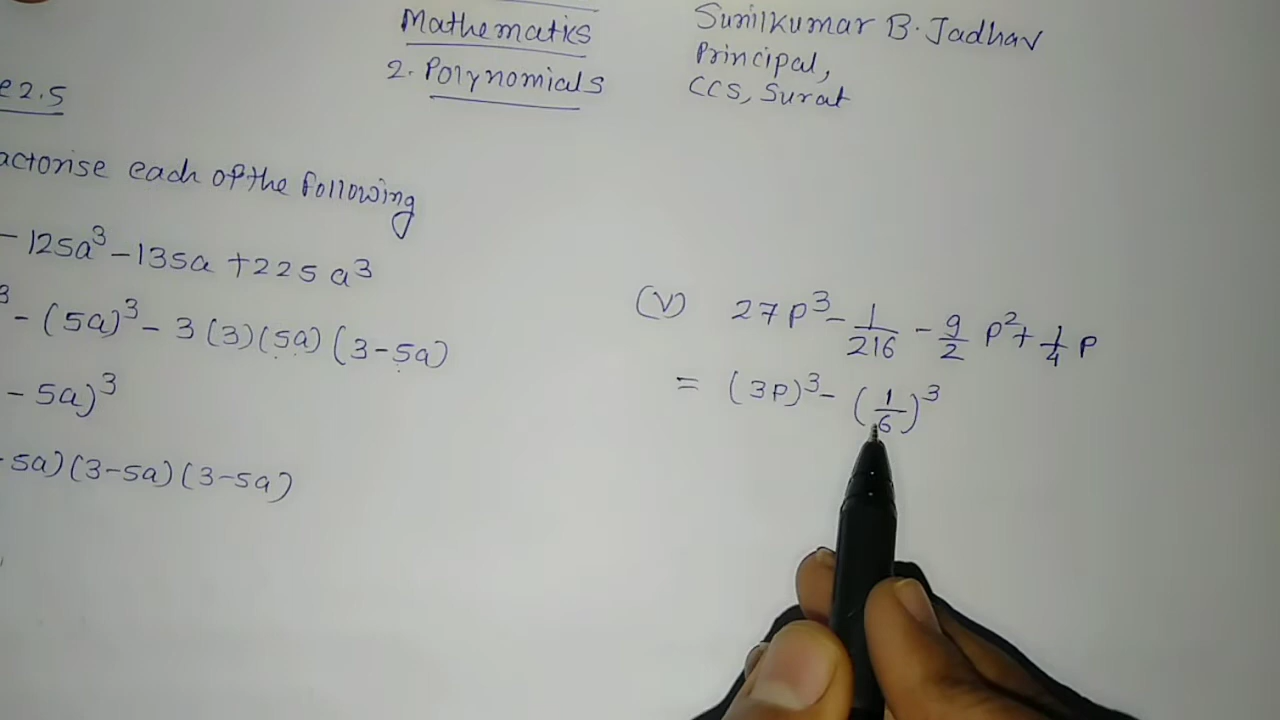 Mathematics
2. Polynomials
Sunilkumar B. Jadhav
Principal,
CCS, Surat
e 2.5
actorise each of the following
- 125a³ - 135a + 225a³
³ - (5a)³ - 3(3)(5a)(3-5a)
- 5a)³
- 5a)(3-5a)(3-5a)
(V) 27P³ - 1/216 - 9/2 P² + 1/4 P
= (3P)³ - (1/6)³